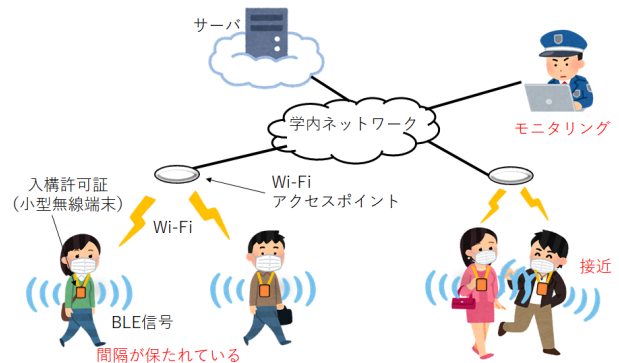 サーバ
学内ネットワーク
モニタリング
入構許可証
(小型無線端末)
Wi-Fi
アクセスポイント
Wi-Fi
接近
BLE信号
間隔が保たれている